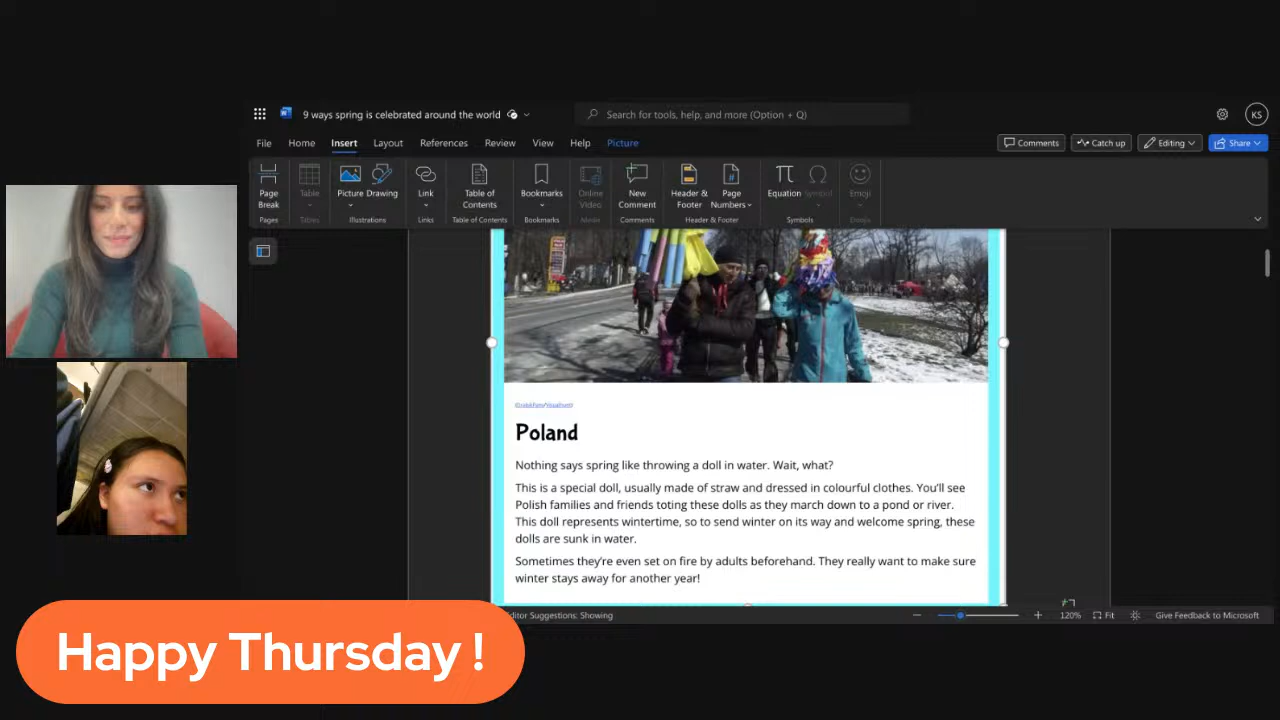 9 ways spring is celebrated around the world
Search for tools, help, and more (Option + Q)
KS
File Home Insert Layout References Review View Help Picture
Comments Catch up Editing Share
Page Break
Table
Picture
Drawing
Link
Table of Contents
Bookmarks
Online Video
New Comment
Header & Footer
Page Numbers
Equation
Symbol
Emoji
Pages Tables Illustrations Links Table of Contents Bookmarks Media Comments Header & Footer Symbols Emojis
Poland
Nothing says spring like throwing a doll in water. Wait, what?
This is a special doll, usually made of straw and dressed in colourful clothes. You'll see
Polish families and friends toting these dolls as they march down to a pond or river.
This doll represents wintertime, so to send winter on its way and welcome spring, these
dolls are sunk in water.
Sometimes they're even set on fire by adults beforehand. They really want to make sure
winter stays away for another year!
Editor Suggestions: Showing
120% Fit Give Feedback to Microsoft
Happy Thursday !